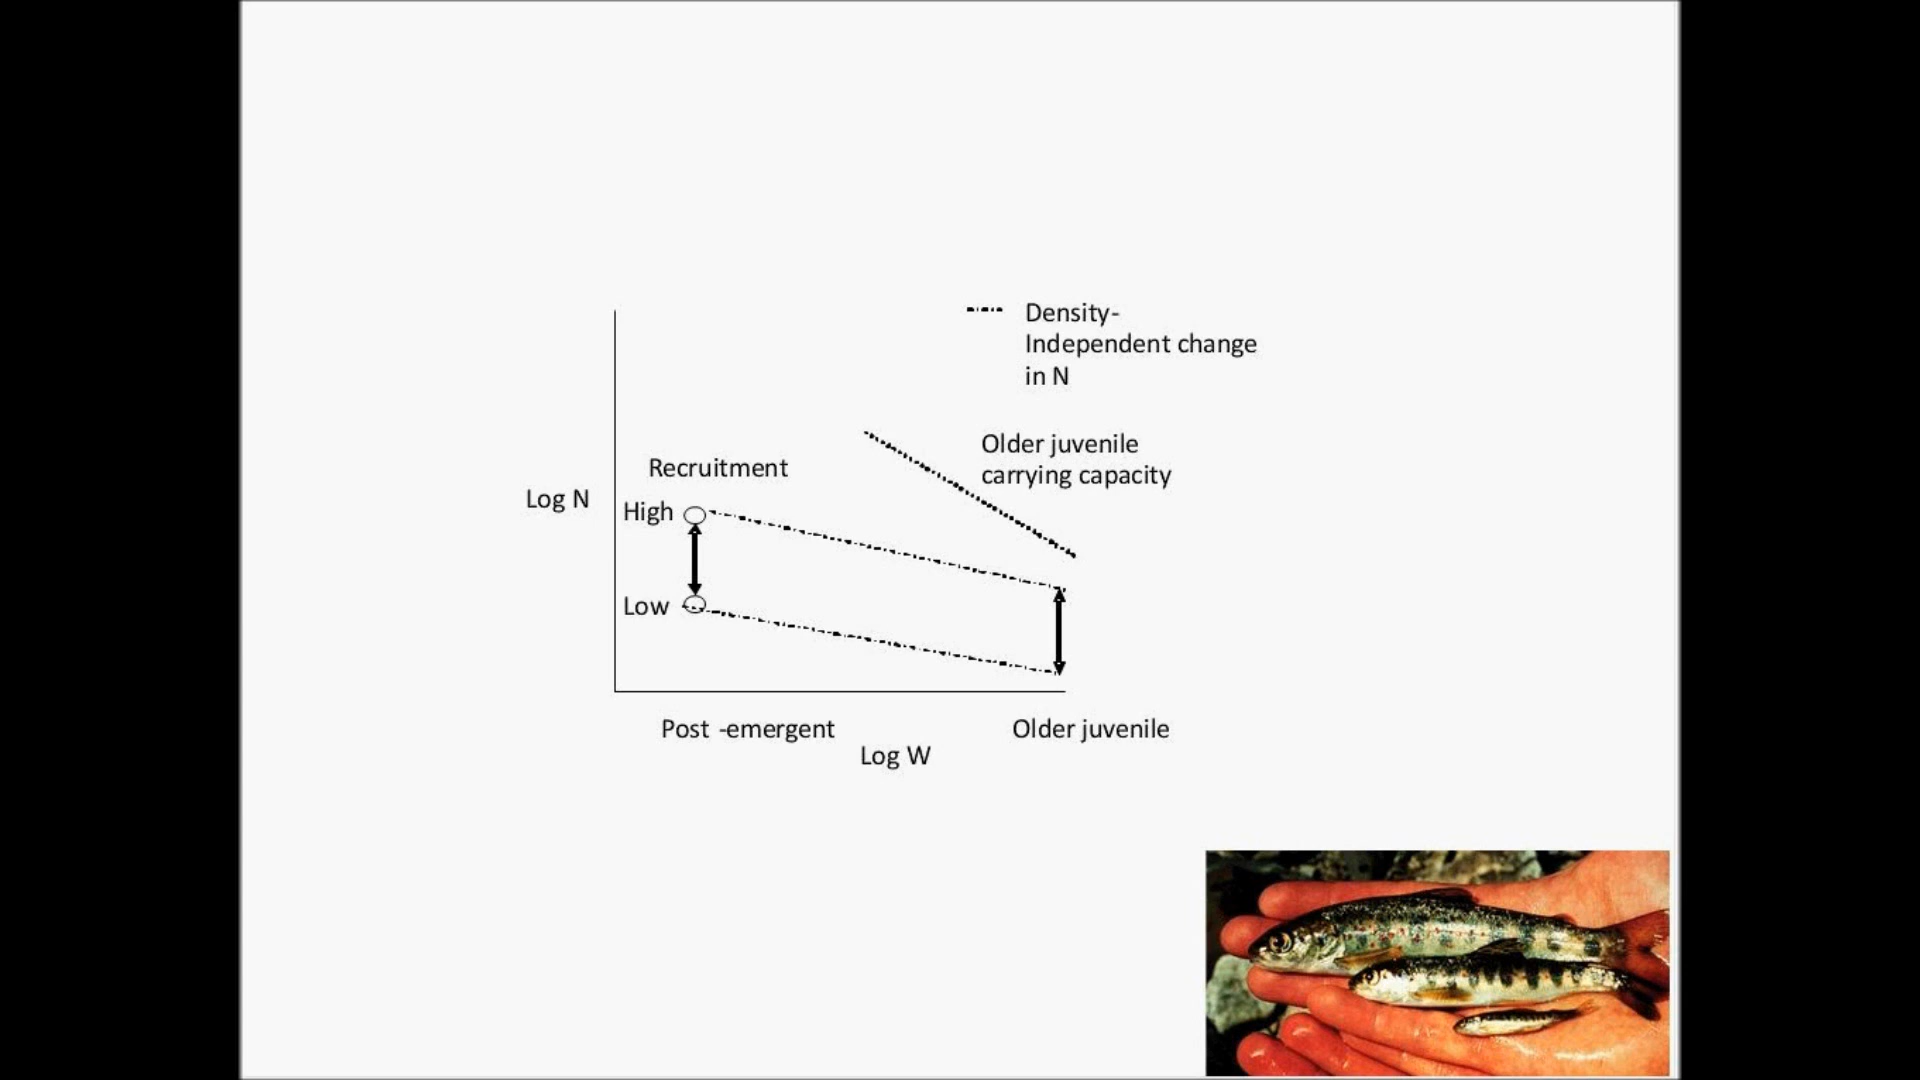 Density-
Independent change
in N
Older juvenile
carrying capacity
Recruitment
Log N
High
Low
Post -emergent
Older juvenile
Log W